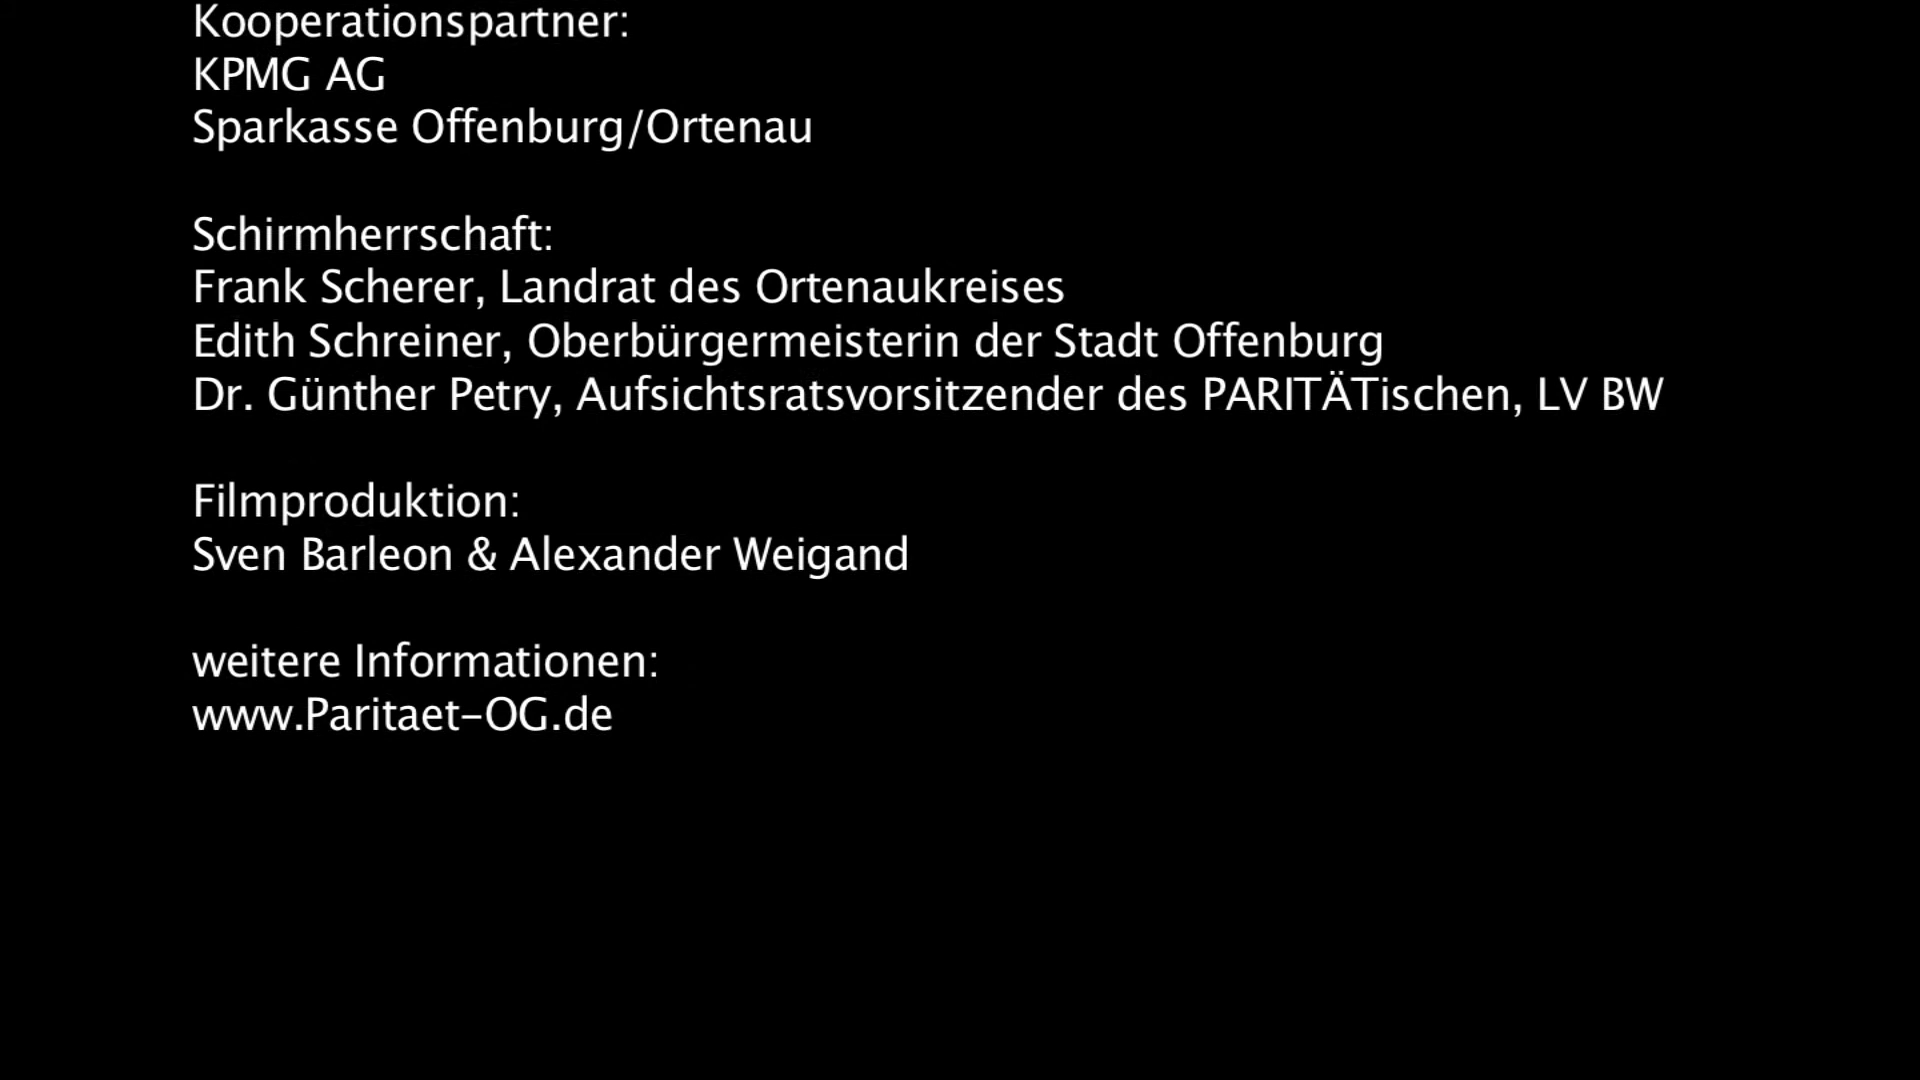 Kooperationspartner:
KPMG AG
Sparkasse Offenburg/Ortenau
Schirmherrschaft:
Frank Scherer, Landrat des Ortenaukreises
Edith Schreiner, Oberbürgermeisterin der Stadt Offenburg
Dr. Günther Petry, Aufsichtsratsvorsitzender des PARITÄTischen, LV BW
Filmproduktion:
Sven Barleon & Alexander Weigand
weitere Informationen:
www.Paritaet-OG.de